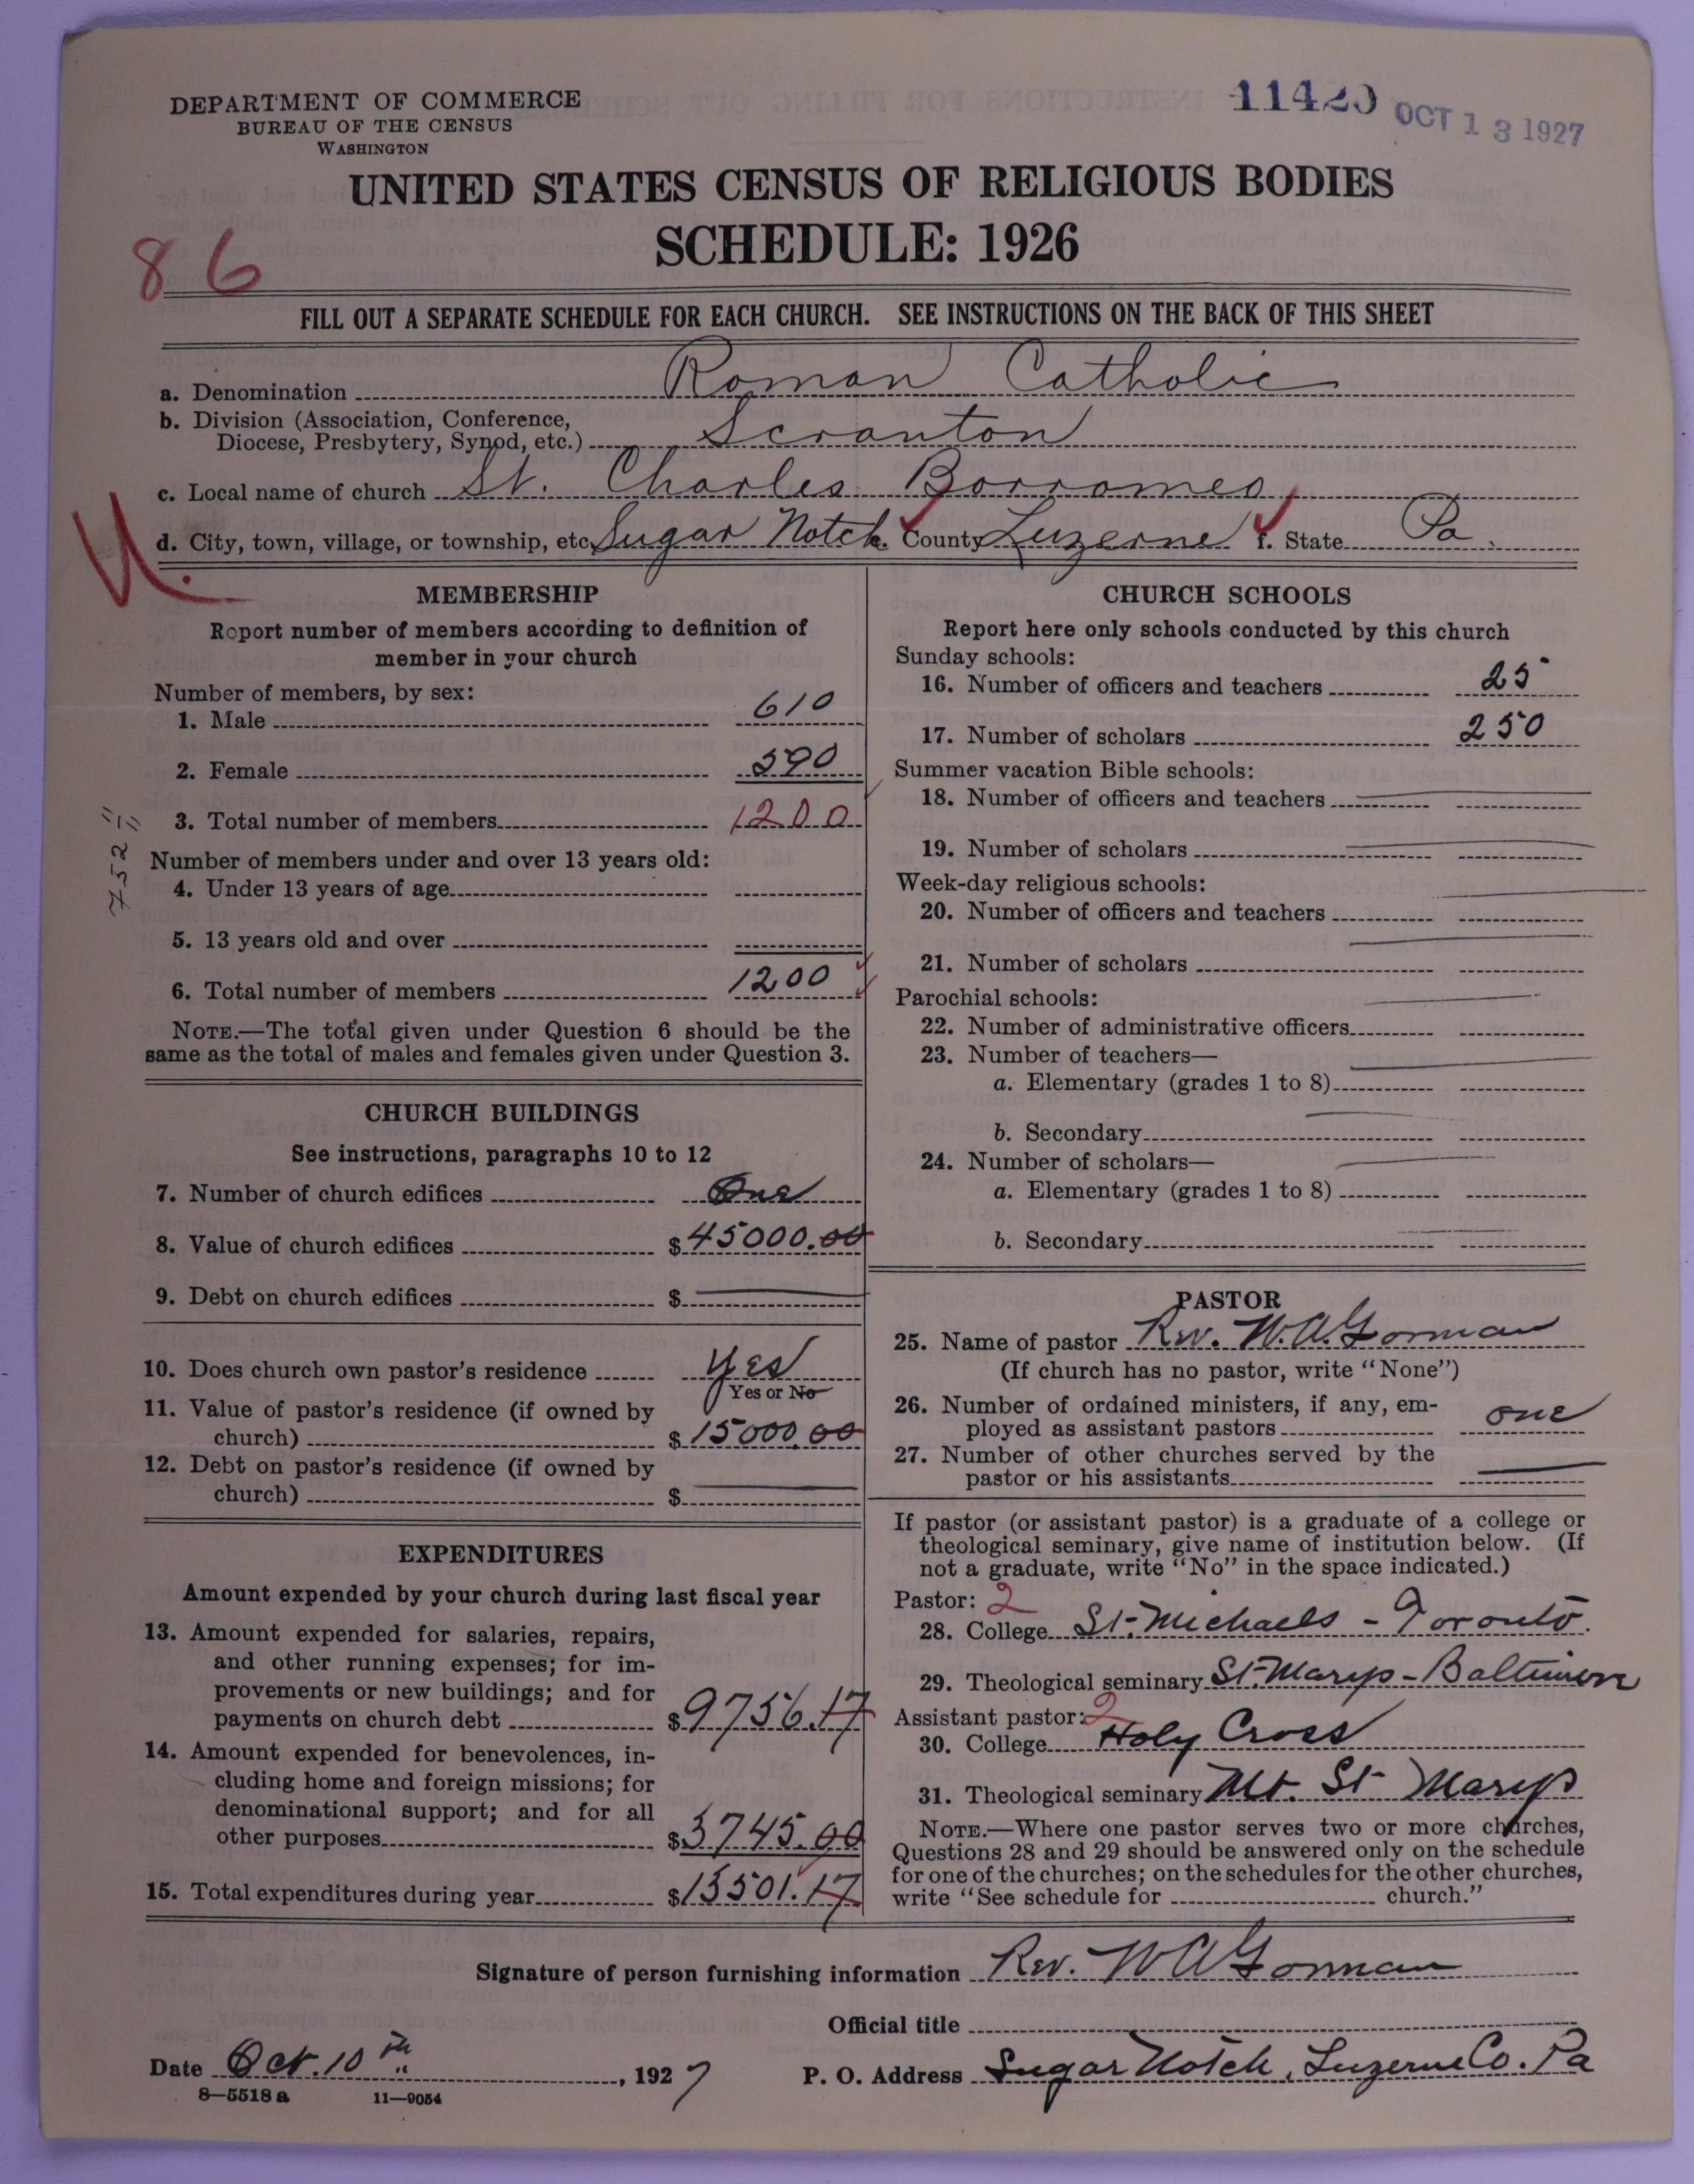 DEPARTMENT OF COMMERCE
BUREAU OF THE CENSUS
WASHINGTON
11420 OCT 13 1927
UNITED STATES CENSUS OF RELIGIOUS BODIES
SCHEDULE: 1926
86
FILL OUT A SEPARATE SCHEDULE FOR EACH CHURCH. SEE INSTRUCTIONS ON THE BACK OF THIS SHEET
a. Denomination Roman Catholic
b. Division (Association, Conference,
Diocese, Presbytery, Synod, etc.) Scranton
c. Local name of church St. Charles Borromeo
d. City, town, village, or township, etc. Sugar Notch County Luzerne f. State Pa.
MEMBERSHIP
Report number of members according to definition of
member in your church
Number of members, by sex:
1. Male 610
2. Female 590
3. Total number of members 1200
752
Number of members under and over 13 years old:
4. Under 13 years of age
5. 13 years old and over
6. Total number of members 1200
NOTE.—The total given under Question 6 should be the
same as the total of males and females given under Question 3.
CHURCH BUILDINGS
See instructions, paragraphs 10 to 12
7. Number of church edifices One
8. Value of church edifices $ 45000.00
9. Debt on church edifices $
10. Does church own pastor's residence Yes
Yes or No
11. Value of pastor's residence (if owned by
church) $ 15000.00
12. Debt on pastor's residence (if owned by
church) $
EXPENDITURES
Amount expended by your church during last fiscal year
13. Amount expended for salaries, repairs,
and other running expenses; for im-
provements or new buildings; and for
payments on church debt $ 9756.17
14. Amount expended for benevolences, in-
cluding home and foreign missions; for
denominational support; and for all
other purposes $ 3745.00
15. Total expenditures during year $ 13501.17
CHURCH SCHOOLS
Report here only schools conducted by this church
Sunday schools:
16. Number of officers and teachers 25
17. Number of scholars 250
Summer vacation Bible schools:
18. Number of officers and teachers
19. Number of scholars
Week-day religious schools:
20. Number of officers and teachers
21. Number of scholars
Parochial schools:
22. Number of administrative officers
23. Number of teachers—
a. Elementary (grades 1 to 8)
b. Secondary
24. Number of scholars—
a. Elementary (grades 1 to 8)
b. Secondary
PASTOR
25. Name of pastor Rev. W. A. Gorman
(If church has no pastor, write "None")
26. Number of ordained ministers, if any, em-
ployed as assistant pastors one
27. Number of other churches served by the
pastor or his assistants
If pastor (or assistant pastor) is a graduate of a college or
theological seminary, give name of institution below. (If
not a graduate, write "No" in the space indicated.)
Pastor: 2
28. College St. Michaels - Toronto.
29. Theological seminary St. Marys - Baltimore
Assistant pastor: 2
30. College Holy Cross
31. Theological seminary Mt. St Marys
NOTE.—Where one pastor serves two or more churches,
Questions 28 and 29 should be answered only on the schedule
for one of the churches; on the schedules for the other churches,
write "See schedule for church."
Signature of person furnishing information Rev. W A Gorman
Official title
Date Oct. 10th, 1927 P. O. Address Sugar Notch, Luzerne Co. Pa
8—5518 a 11—9054